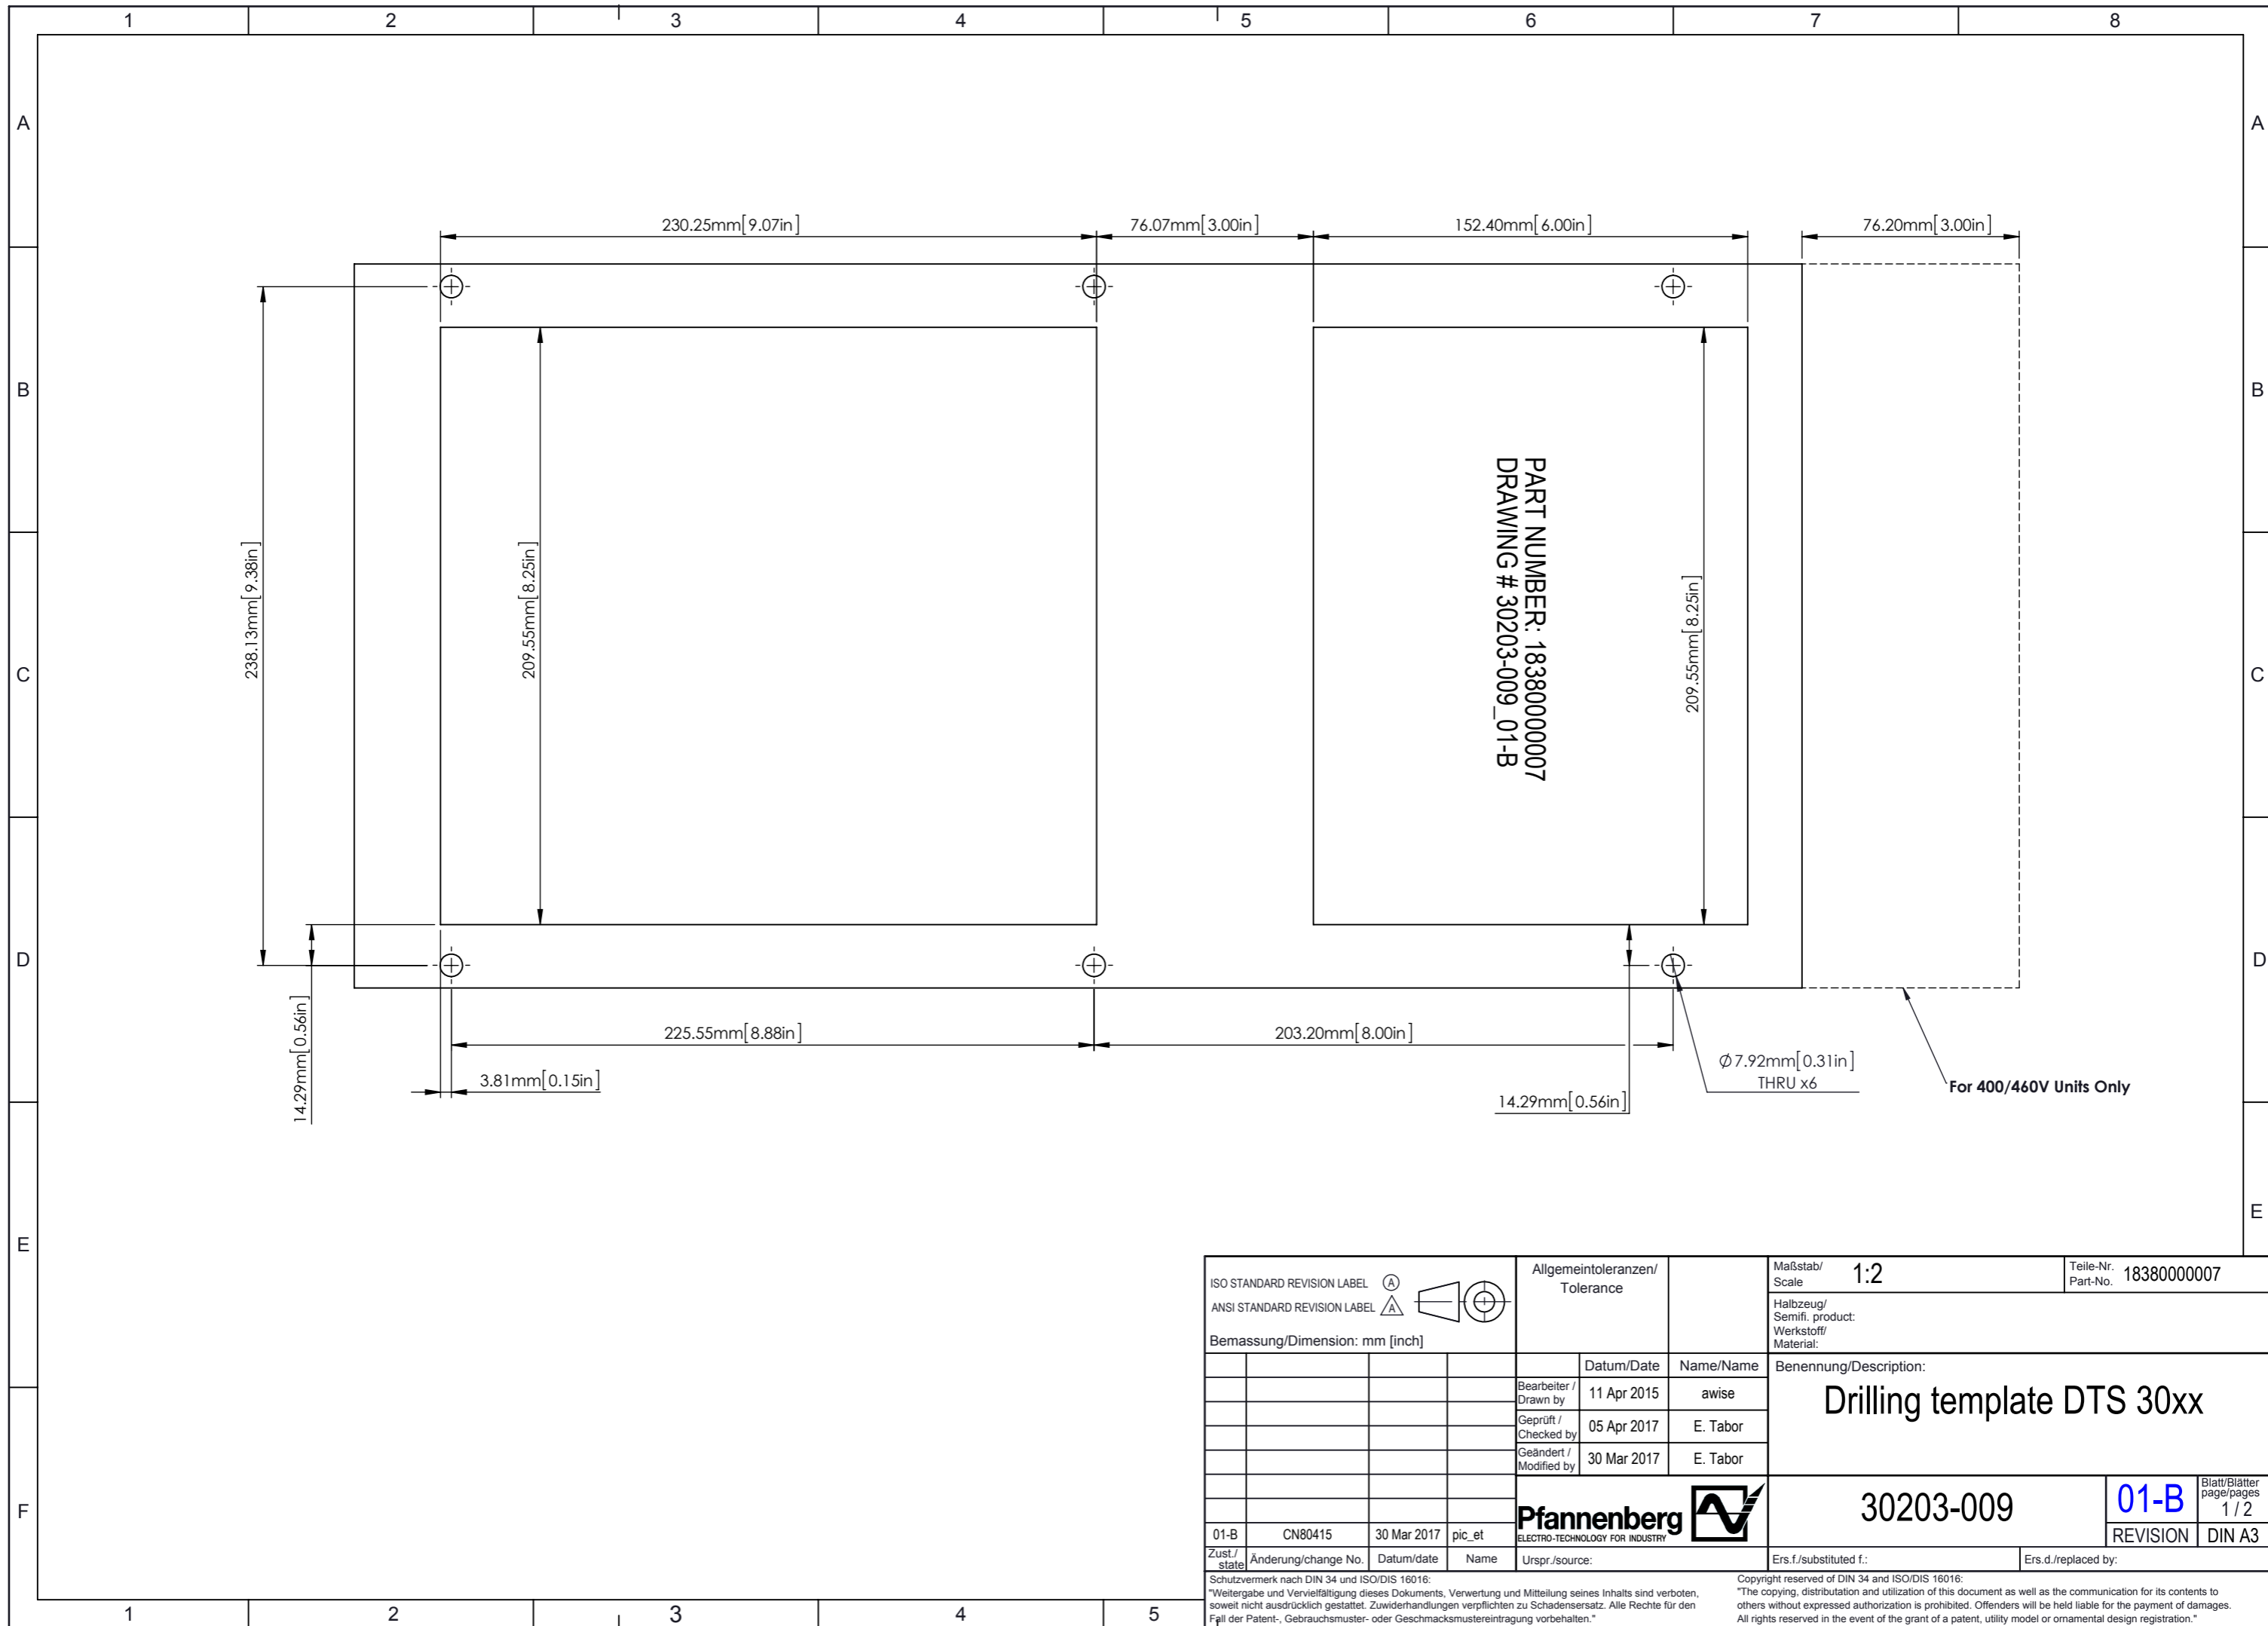 1 2 3 4 5 6 7 8
A A
230.25mm[9.07in] 76.07mm[3.00in] 152.40mm[6.00in] 76.20mm[3.00in]
B B
238.13mm[9.38in]
209.55mm[8.25in]
PART NUMBER: 18380000007
DRAWING # 30203-009_01-B
209.55mm[8.25in]
C C
D D
14.29mm[0.56in]
225.55mm[8.88in] 203.20mm[8.00in]
3.81mm[0.15in]
14.29mm[0.56in]
Ø7.92mm[0.31in]
THRU x6
For 400/460V Units Only
E E
F
ISO STANDARD REVISION LABEL A
ANSI STANDARD REVISION LABEL A
Bemassung/Dimension: mm [inch]
Allgemeintoleranzen/
Tolerance
Maßstab/
Scale 1:2
Teile-Nr.
Part-No. 18380000007
Halbzeug/
Semifi. product:
Werkstoff/
Material:
Datum/Date Name/Name
Bearbeiter /
Drawn by 11 Apr 2015 awise
Geprüft /
Checked by 05 Apr 2017 E. Tabor
Geändert /
Modified by 30 Mar 2017 E. Tabor
Benennung/Description:
Drilling template DTS 30xx
Pfannenberg
ELECTRO-TECHNOLOGY FOR INDUSTRY
30203-009
01-B
REVISION
Blatt/Blätter
page/pages
1 / 2
DIN A3
01-B CN80415 30 Mar 2017 pic_et
Zust./
state Änderung/change No. Datum/date Name
Urspr./source:
Ers.f./substituted f.:
Ers.d./replaced by:
Schutzvermerk nach DIN 34 und ISO/DIS 16016:
"Weitergabe und Vervielfältigung dieses Dokuments, Verwertung und Mitteilung seines Inhalts sind verboten,
soweit nicht ausdrücklich gestattet. Zuwiderhandlungen verpflichten zu Schadensersatz. Alle Rechte für den
Fall der Patent-, Gebrauchsmuster- oder Geschmacksmustereintragung vorbehalten."
Copyright reserved of DIN 34 and ISO/DIS 16016:
"The copying, distribution and utilization of this document as well as the communication for its contents to
others without expressed authorization is prohibited. Offenders will be held liable for the payment of damages.
All rights reserved in the event of the grant of a patent, utility model or ornamental design registration."
1 2 3 4 5